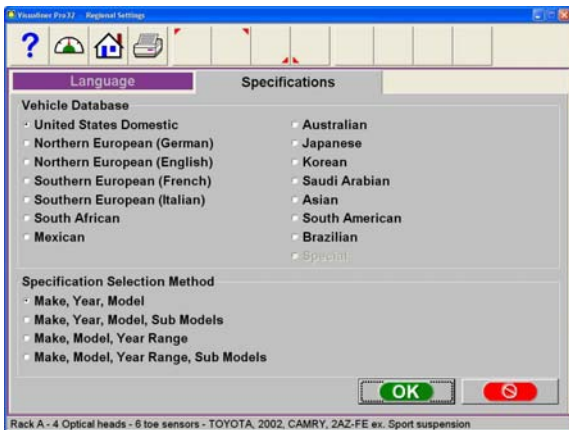 Visualiner Pro32 - Regional Settings
?
Language
Specifications
Vehicle Database
United States Domestic
Northern European (German)
Northern European (English)
Southern European (French)
Southern European (Italian)
South African
Mexican
Australian
Japanese
Korean
Saudi Arabian
Asian
South American
Brazilian
Special
Specification Selection Method
Make, Year, Model
Make, Year, Model, Sub Models
Make, Model, Year Range
Make, Model, Year Range, Sub Models
OK
Rack A - 4 Optical heads - 6 toe sensors - TOYOTA, 2002, CAMRY, 2AZ-FE ex. Sport suspension